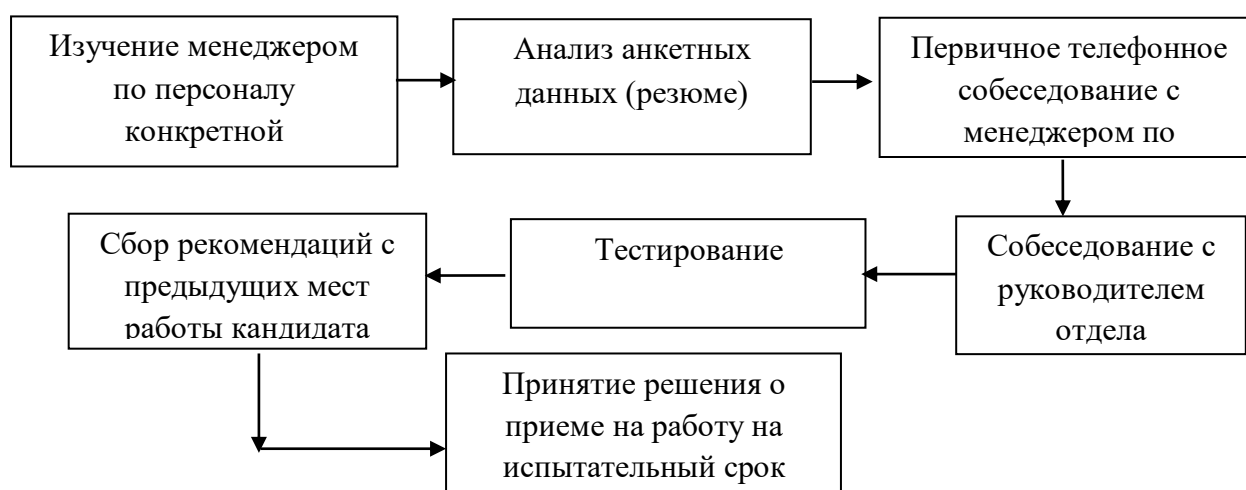 Изучение менеджером
по персоналу
конкретной
Анализ анкетных
данных (резюме)
Первичное телефонное
собеседование с
менеджером по
Собеседование с
руководителем
отдела
Тестирование
Сбор рекомендаций с
предыдущих мест
работы кандидата
Принятие решения о
приеме на работу на
испытательный срок